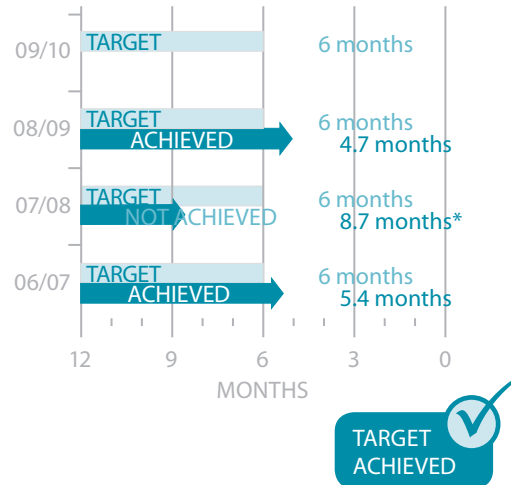 09/10 TARGET 6 months
08/09 TARGET 6 months
ACHIEVED 4.7 months
07/08 TARGET 6 months
NOT ACHIEVED 8.7 months*
06/07 TARGET 6 months
ACHIEVED 5.4 months
12 9 6 3 0
MONTHS
TARGET
ACHIEVED